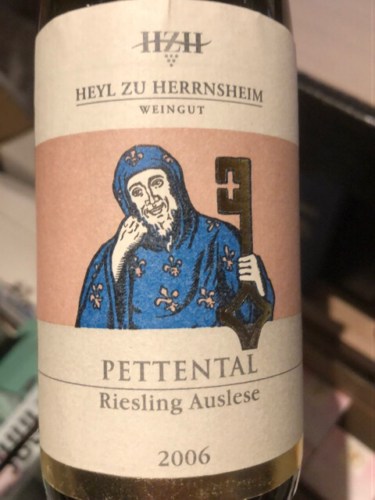 HZH
HEYL ZU HERRNSHEIM
WEINGUT
PETTENTAL
Riesling Auslese
2006